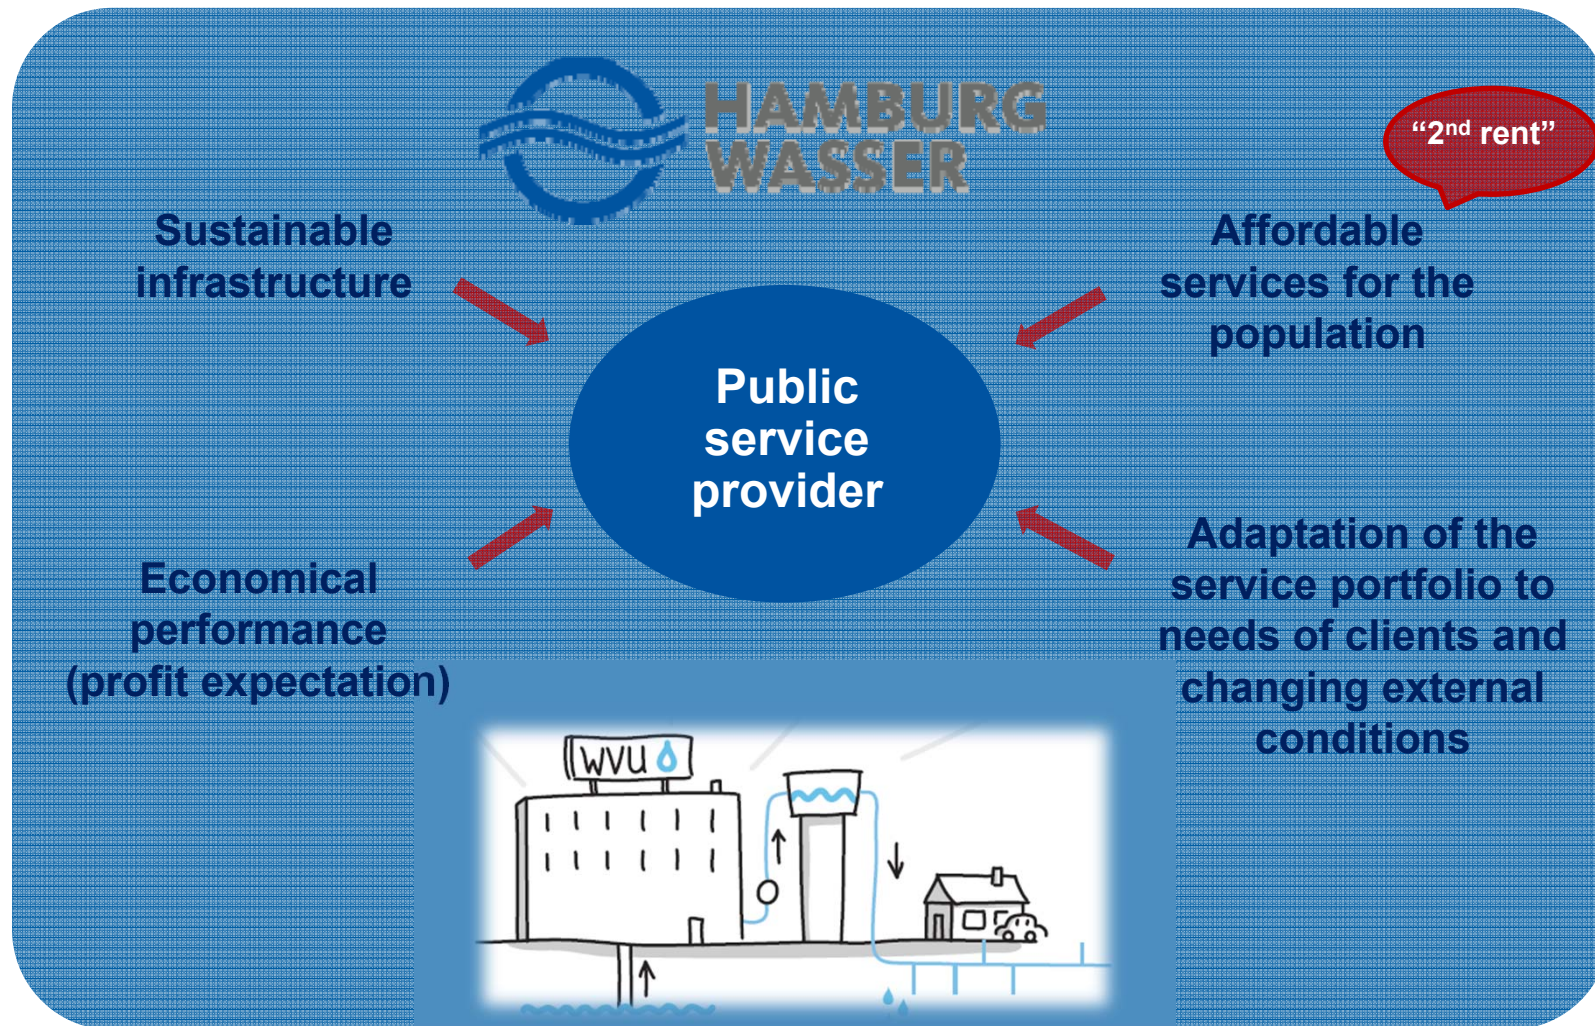 HAMBURG
WASSER
“2nd rent”
Sustainable
infrastructure
Affordable
services for the
population
Public
service
provider
Economical
performance
(profit expectation)
Adaptation of the
service portfolio to
needs of clients and
changing external
conditions
WVU